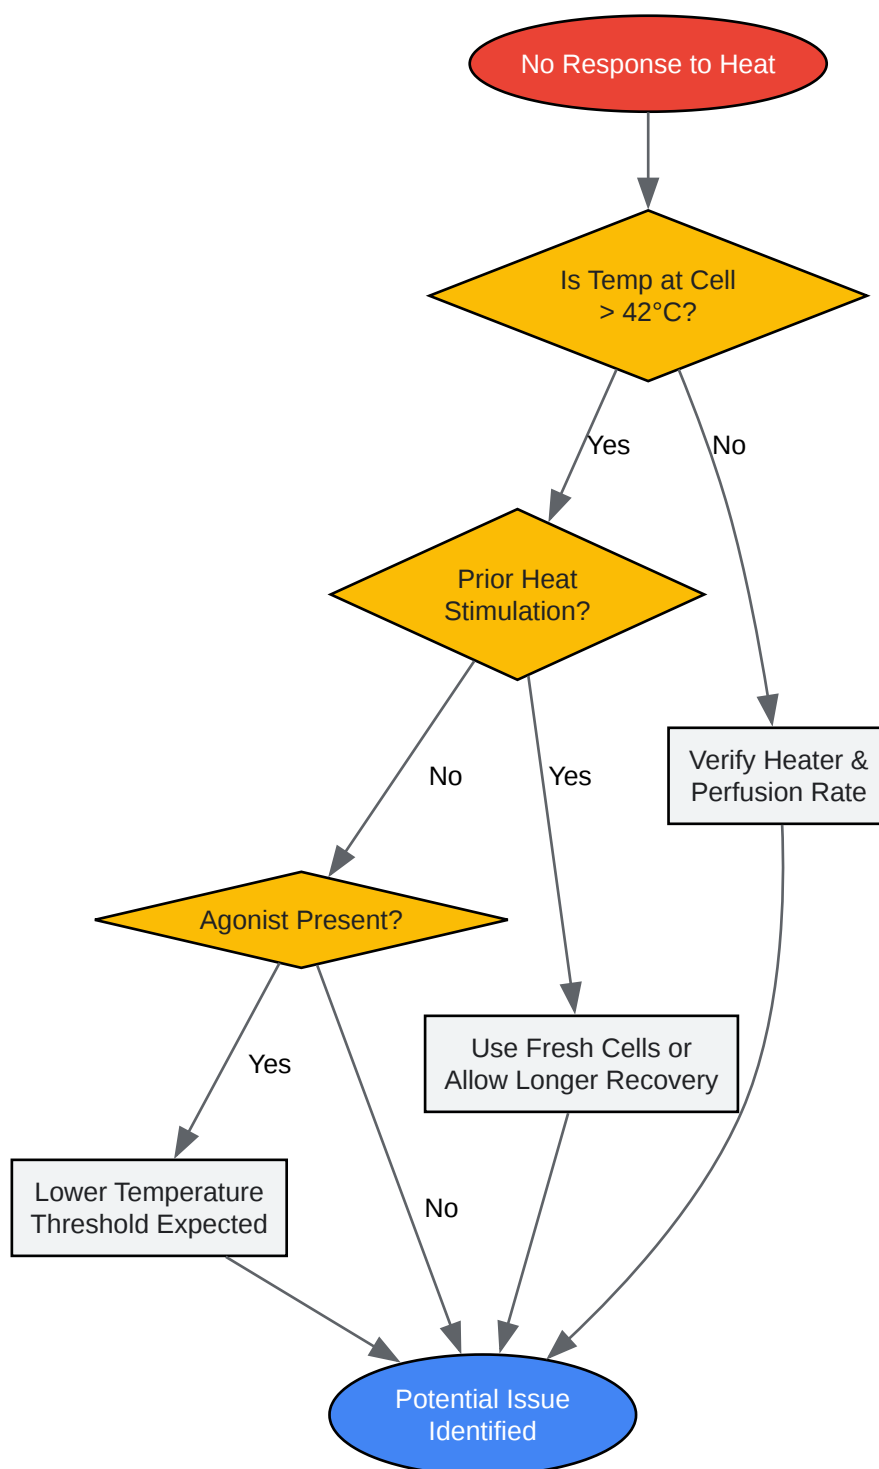 No Response to Heat
Is Temp at Cell
> 42°C?
Yes
No
Prior Heat
Stimulation?
No
Yes
Verify Heater &
Perfusion Rate
Agonist Present?
Use Fresh Cells or
Allow Longer Recovery
Yes
Lower Temperature
Threshold Expected
No
Potential Issue
Identified